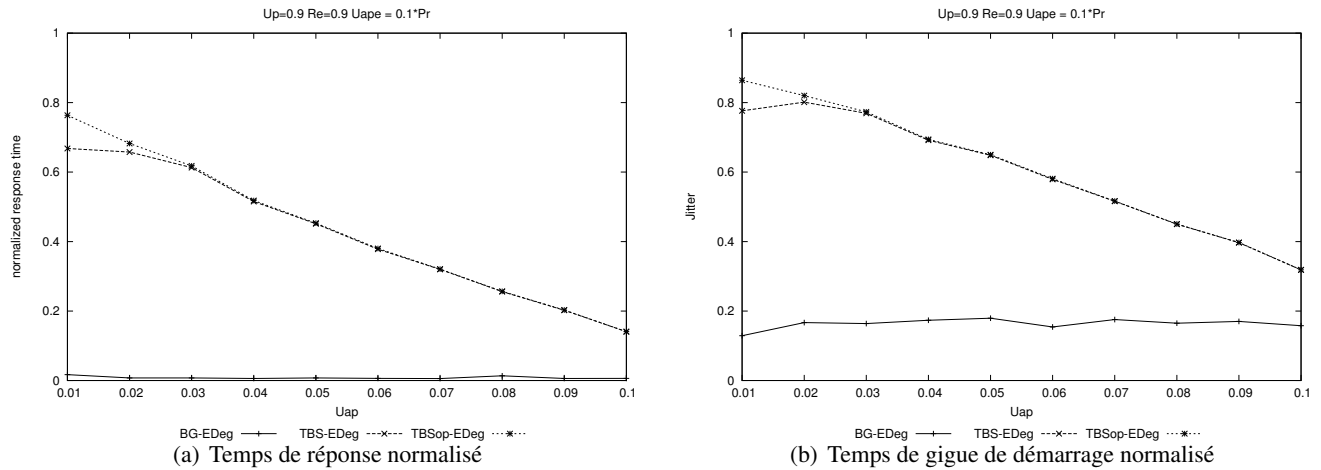 Up=0.9 Re=0.9 Uape = 0.1*Pr
1
0.8
0.6
0.4
0.2
0
normalized response time
0.01 0.02 0.03 0.04 0.05 0.06 0.07 0.08 0.09 0.1
Uap
BG-EDeg TBS-EDeg TBSop-EDeg
(a) Temps de réponse normalisé
Up=0.9 Re=0.9 Uape = 0.1*Pr
1
0.8
0.6
0.4
0.2
0
Jitter
0.01 0.02 0.03 0.04 0.05 0.06 0.07 0.08 0.09 0.1
Uap
BG-EDeg TBS-EDeg TBSop-EDeg
(b) Temps de gigue de démarrage normalisé